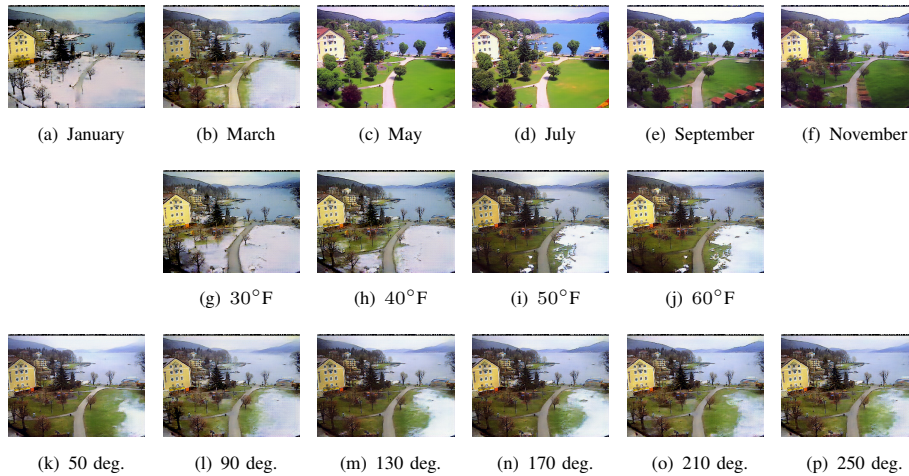 (a) January (b) March (c) May (d) July (e) September (f) November
(g) 30°F (h) 40°F (i) 50°F (j) 60°F
(k) 50 deg. (l) 90 deg. (m) 130 deg. (n) 170 deg. (o) 210 deg. (p) 250 deg.